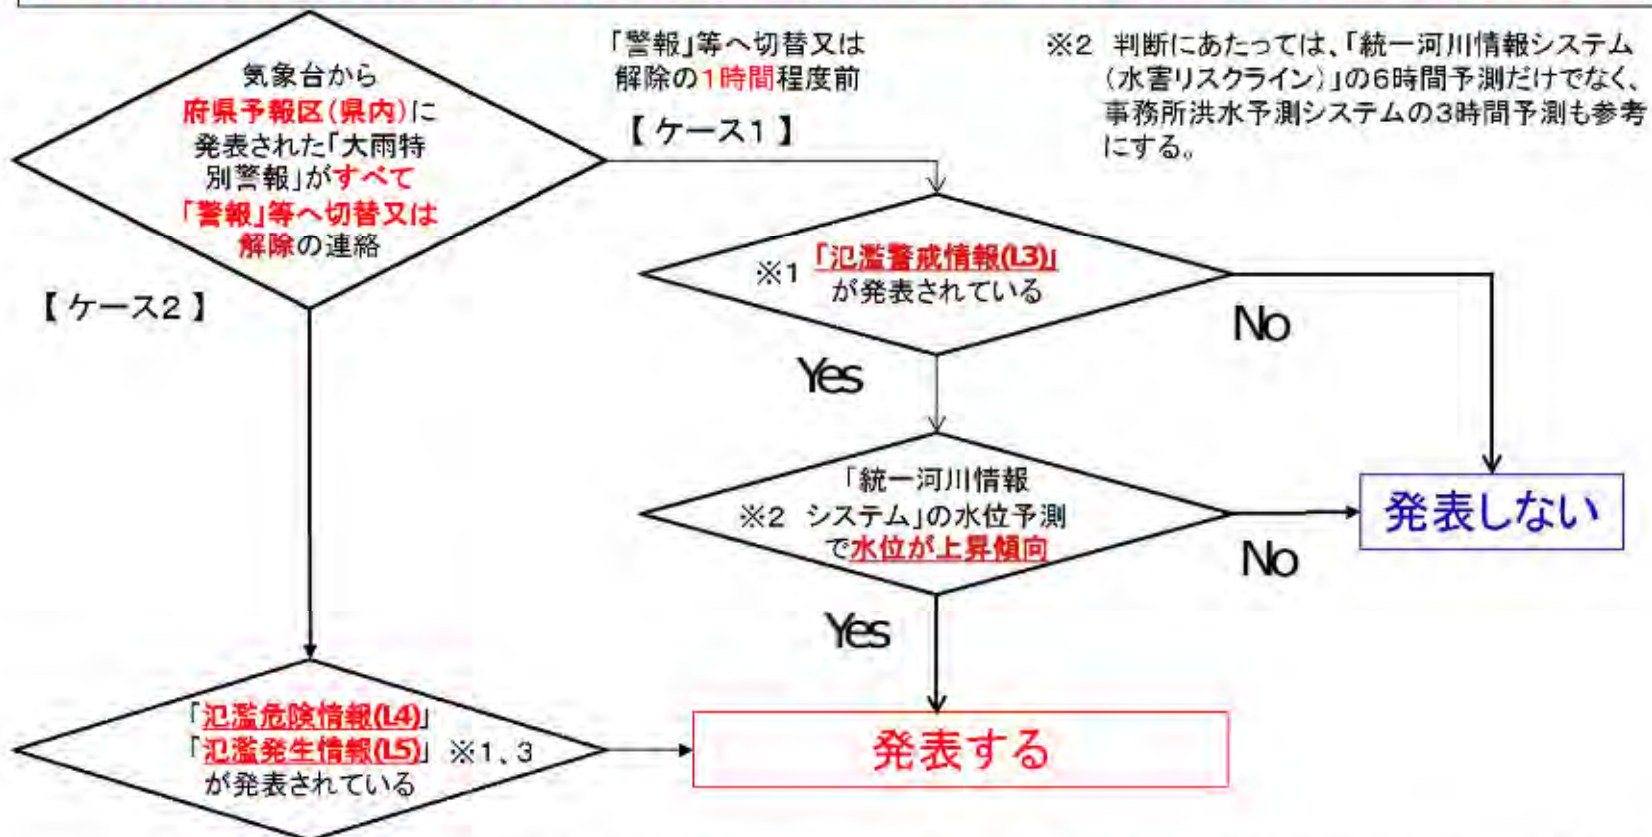 気象台から
府県予報区(県内)に
発表された「大雨特
別警報」がすべて
「警報」等へ切替又は
解除の連絡
「警報」等へ切替又は
解除の1時間程度前
【 ケース1 】
※2 判断にあたっては、「統一河川情報システム
(水害リスクライン)」の6時間予測だけでなく、
事務所洪水予測システムの3時間予測も参考
にする。
【 ケース2 】
※1 「氾濫警戒情報(L3)」
が発表されている
No
Yes
「統一河川情報
※2 システム」の水位予測
で水位が上昇傾向
発表しない
No
Yes
「氾濫危険情報(L4)」
「氾濫発生情報(L5)」 ※1、3
が発表されている
発表する